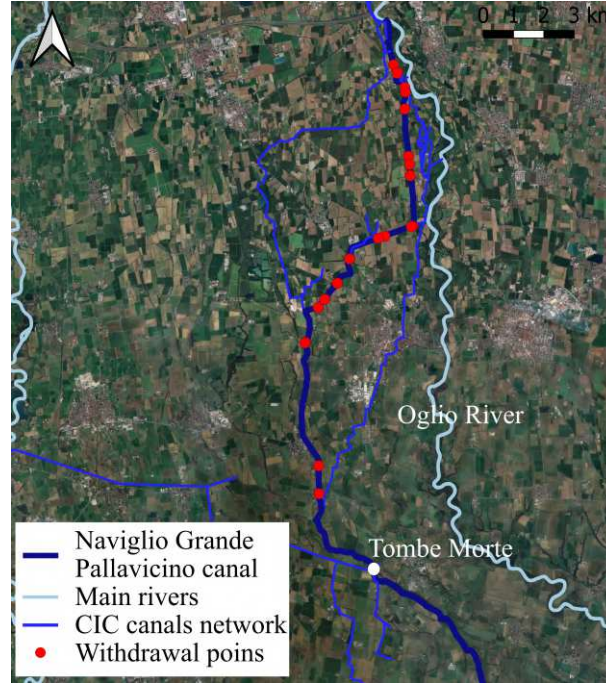 0 1 2 3 km
Oglio River
Tombe Morte
Naviglio Grande
Pallavicino canal
Main rivers
CIC canals network
Withdrawal poins